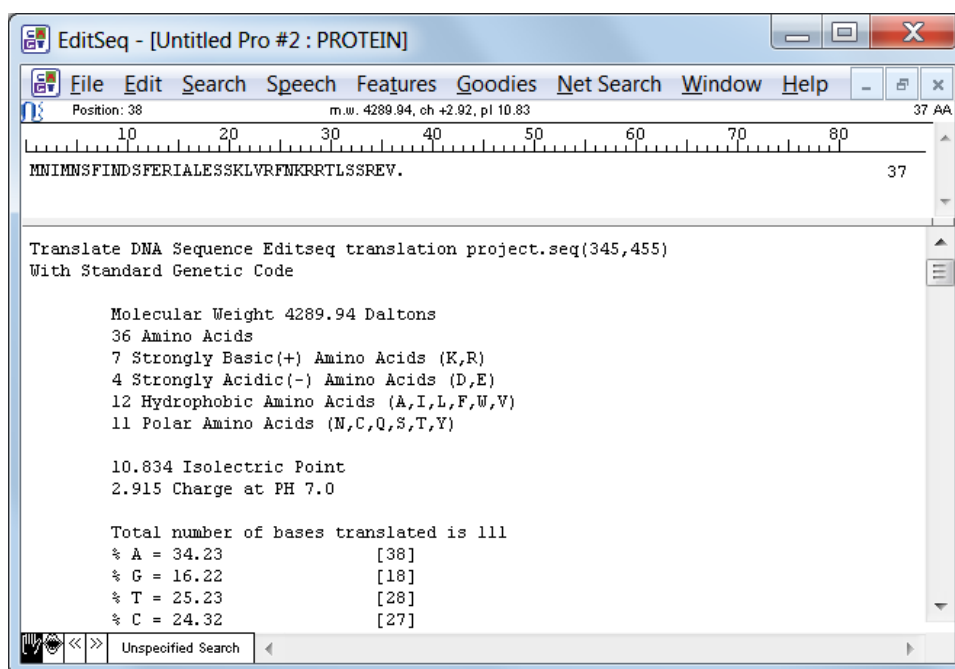 EditSeq - [Untitled Pro #2 : PROTEIN]
File Edit Search Speech Features Goodies Net Search Window Help
Position: 38 m.w. 4289.94, ch +2.92, pI 10.83 37 AA
10 20 30 40 50 60 70 80
MNIMNSFINDSFERIALESSKLVRFNKRRTLSSREV. 37
Translate DNA Sequence Editseq translation project.seq(345,455)
With Standard Genetic Code
Molecular Weight 4289.94 Daltons
36 Amino Acids
7 Strongly Basic(+) Amino Acids (K,R)
4 Strongly Acidic(-) Amino Acids (D,E)
12 Hydrophobic Amino Acids (A,I,L,F,W,V)
11 Polar Amino Acids (N,C,Q,S,T,Y)
10.834 Isolectric Point
2.915 Charge at PH 7.0
Total number of bases translated is 111
% A = 34.23 [38]
% G = 16.22 [18]
% T = 25.23 [28]
% C = 24.32 [27]
Unspecified Search